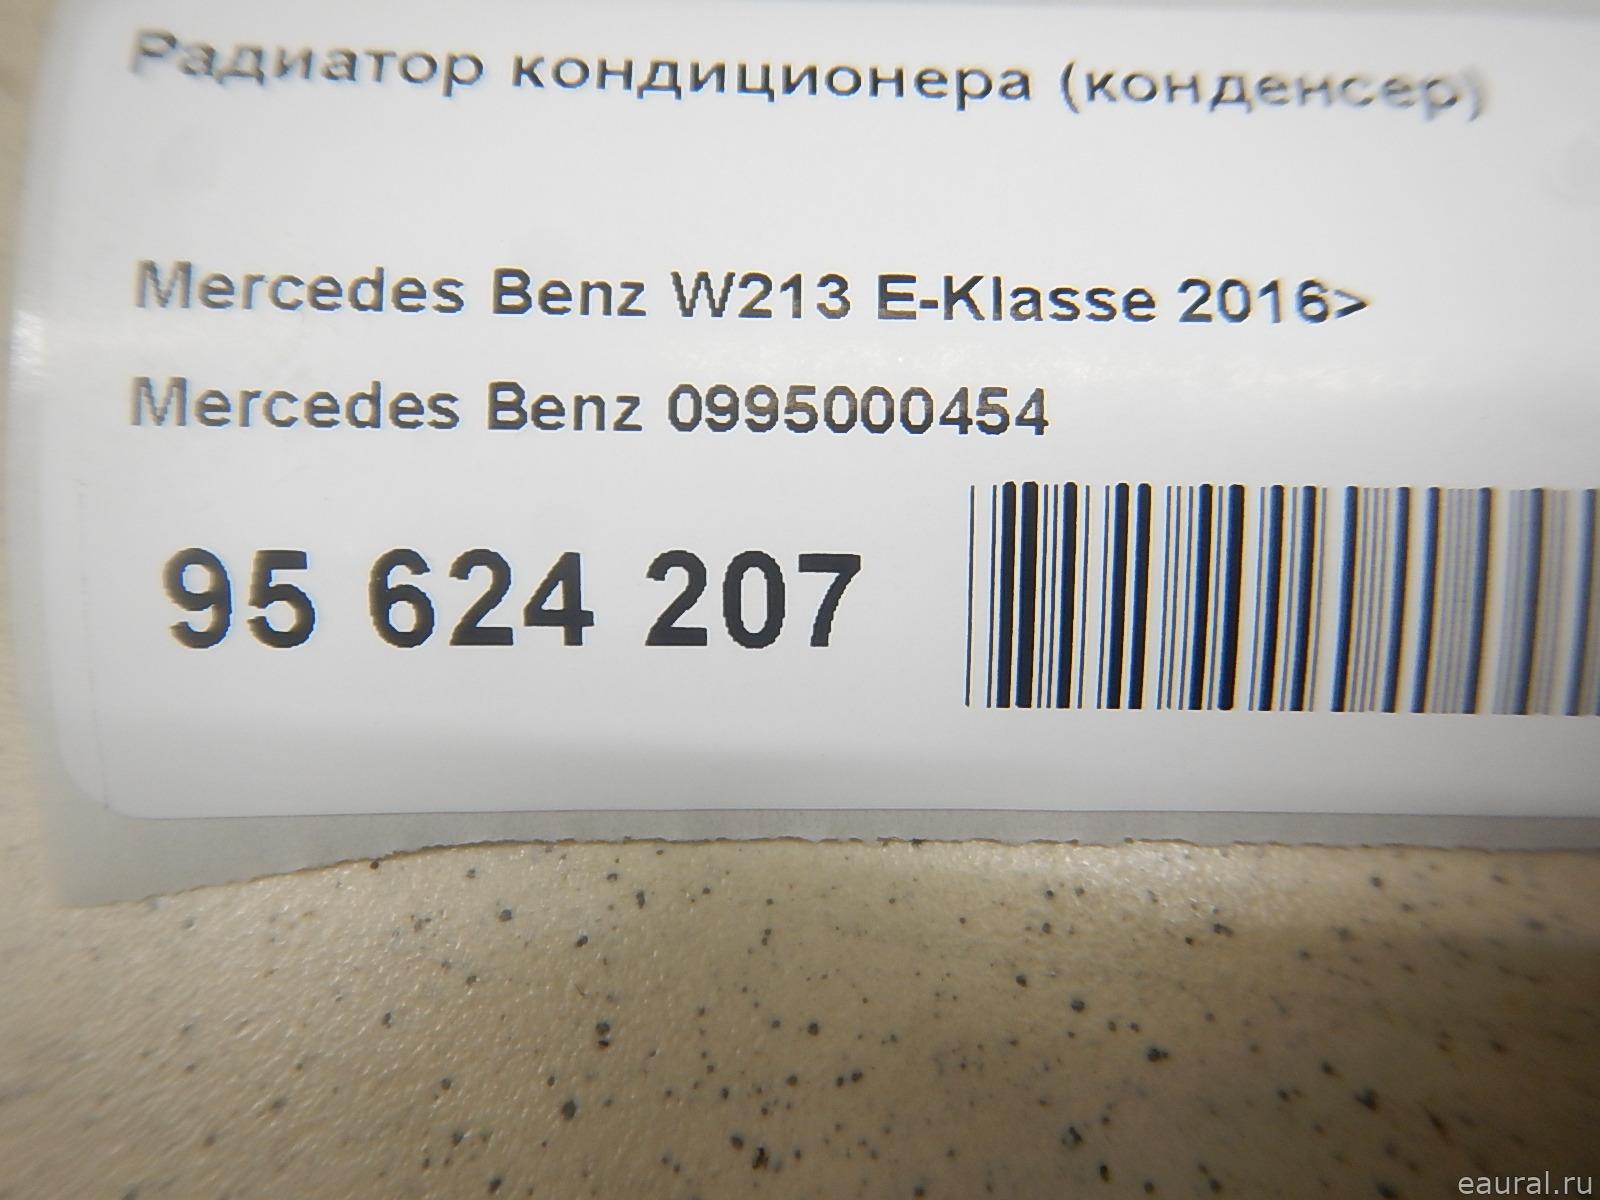 Радиатор кондиционера (конденсер)
Mercedes Benz W213 E-Klasse 2016>
Mercedes Benz 0995000454
95 624 207
eaural.ru